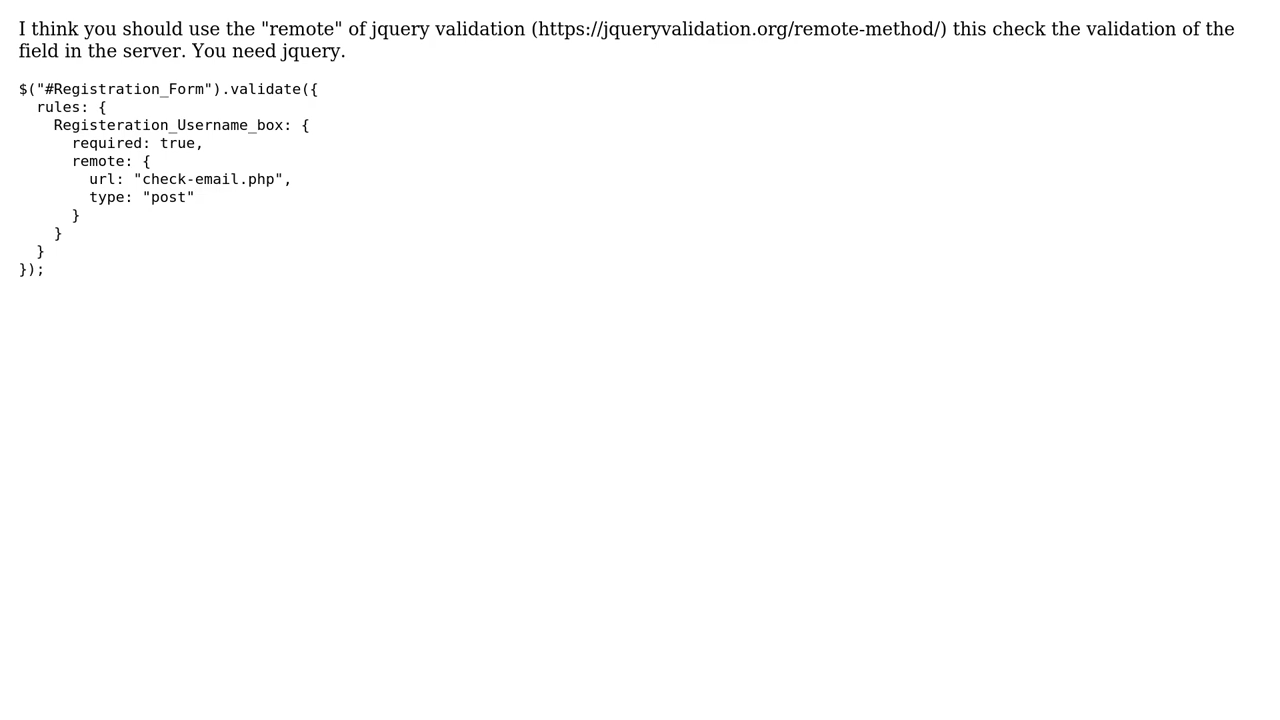 I think you should use the "remote" of jquery validation (https://jqueryvalidation.org/remote-method/) this check the validation of the
field in the server. You need jquery.
$("#Registration_Form").validate({
  rules: {
    Registeration_Username_box: {
      required: true,
      remote: {
        url: "check-email.php",
        type: "post"
      }
    }
  }
});